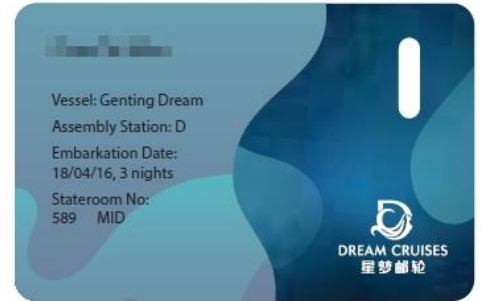 Vessel: Genting Dream
Assembly Station: D
Embarkation Date:
18/04/16, 3 nights
Stateroom No:
589 MID
DREAM CRUISES
星梦邮轮